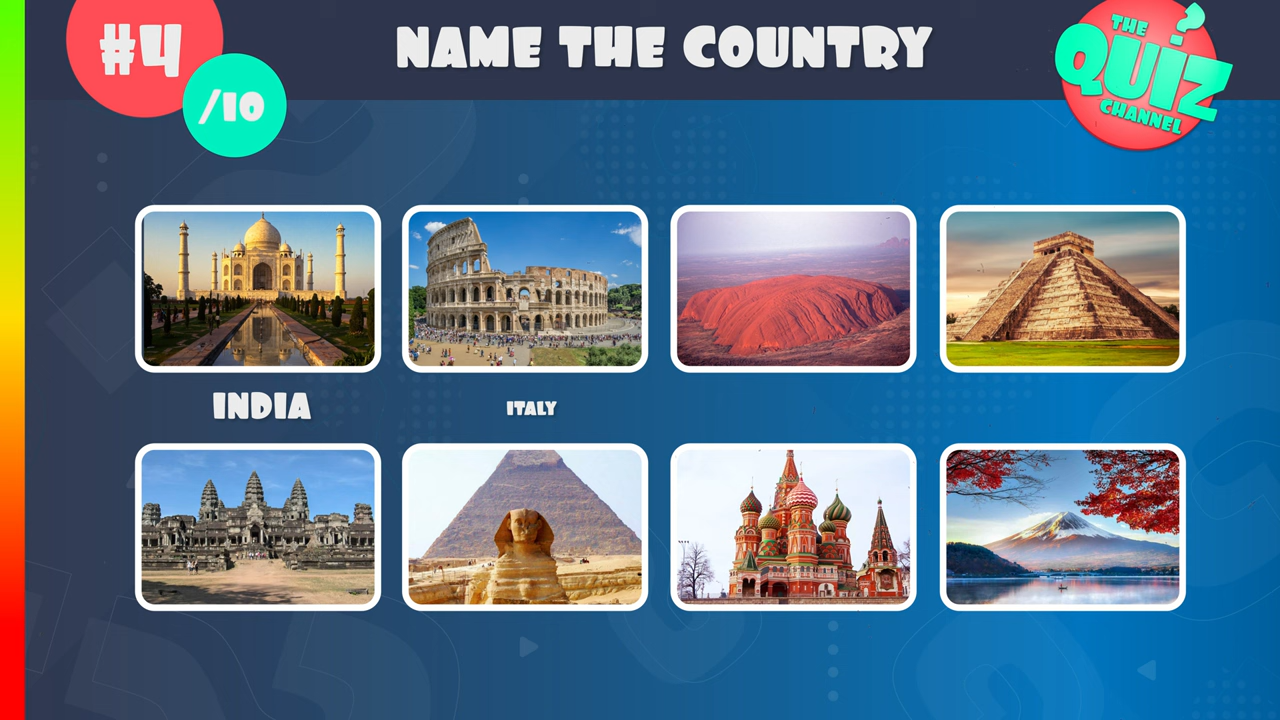 #4
/10
NAME THE COUNTRY
THE
QUIZ
CHANNEL
INDIA
ITALY